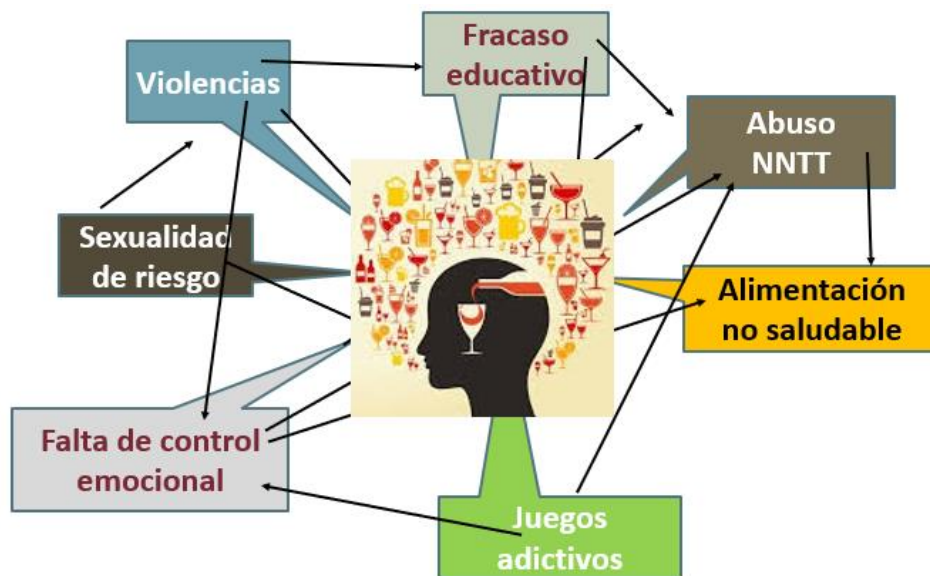 Fracaso
educativo
Violencias
Abuso
NNTT
Sexualidad
de riesgo
Alimentación
no saludable
Falta de control
emocional
Juegos
adictivos